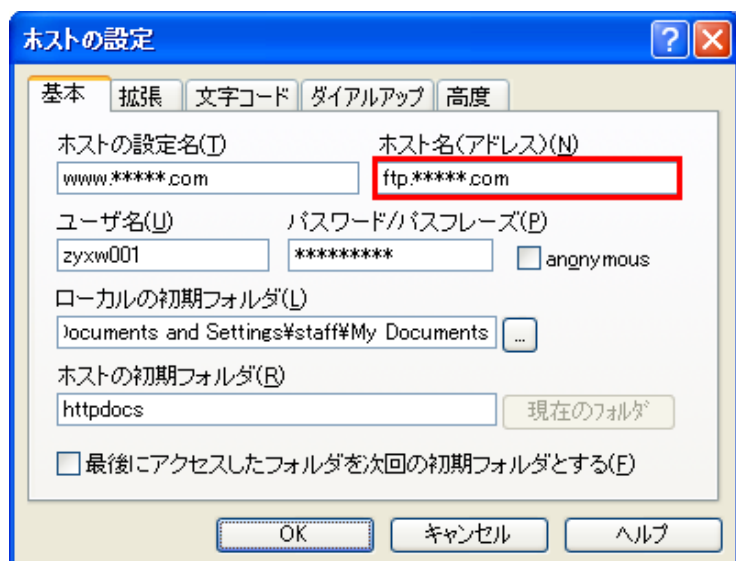 ホストの設定
基本 拡張 文字コード ダイアルアップ 高度
ホストの設定名(T) ホスト名(アドレス)(N)
www.*****.com ftp.*****.com
ユーザ名(U) パスワード/パスフレーズ(P)
zyxw001 ********* anonymous
ローカルの初期フォルダ(L)
Documents and Settings¥staff¥My Documents ...
ホストの初期フォルダ(R)
httpdocs 現在のフォルダ
最後にアクセスしたフォルダを次回の初期フォルダとする(F)
OK キャンセル ヘルプ